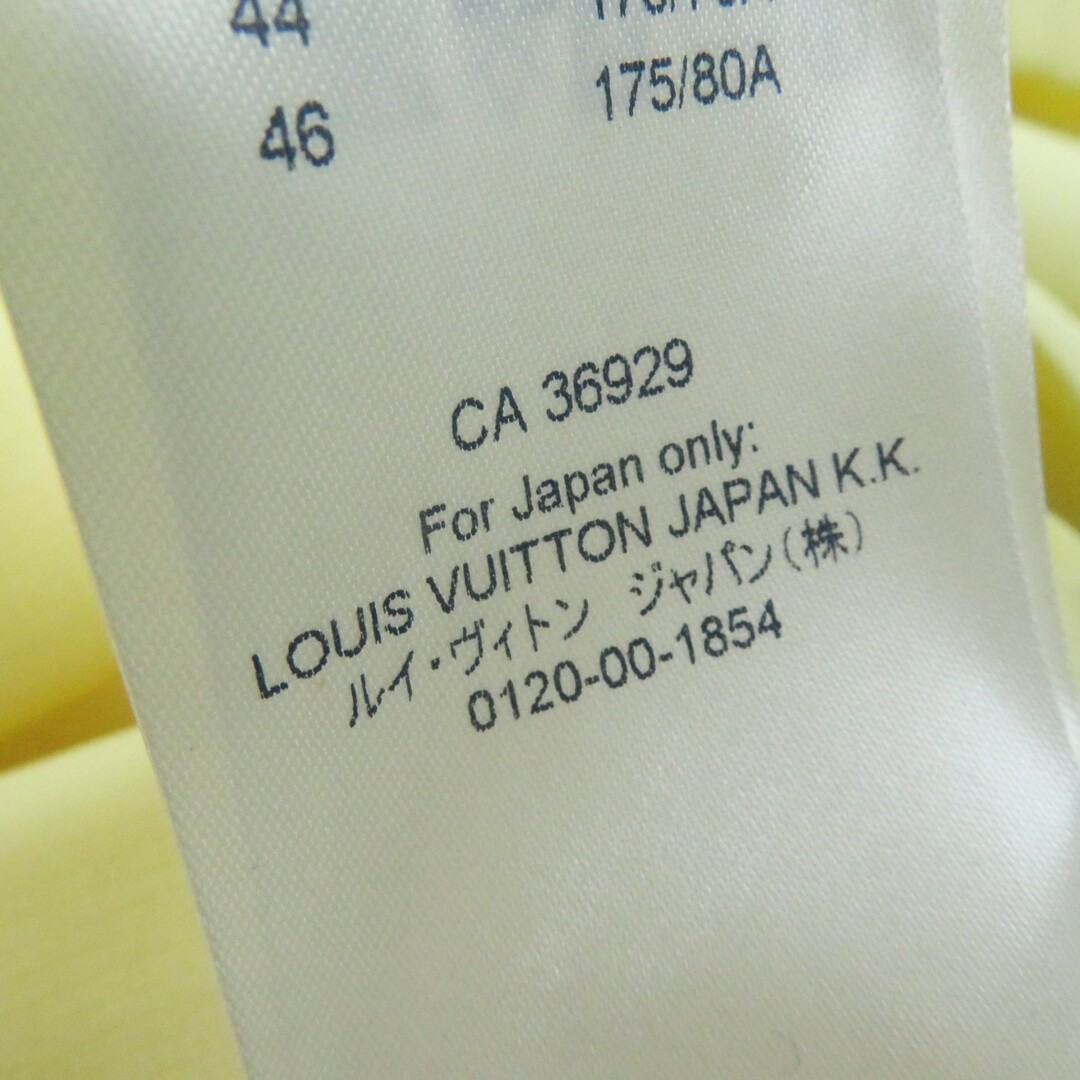 44
46 175/80A
CA 36929
For Japan only:
LOUIS VUITTON JAPAN K.K.
ルイ・ヴィトン ジャパン(株)
0120-00-1854